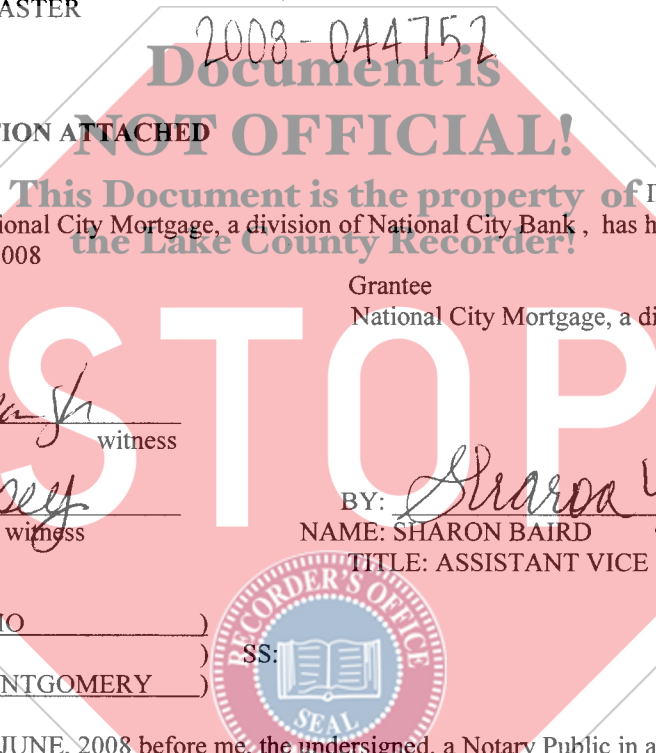 ASTER
2008-044752
Document is
TION ATTACHED
NOT OFFICIAL!
This Document is the property of
ional City Mortgage, a division of National City Bank , has h
the Lake County Recorder!
008
Grantee
National City Mortgage, a di
STOP
witness
BY: Sharon
witness
NAME: SHARON BAIRD
TITLE: ASSISTANT VICE
IO )
) SS:
NTGOMERY )
RECORDER'S OFFICE
SEAL
JUNE, 2008 before me, the undersigned, a Notary Public in a